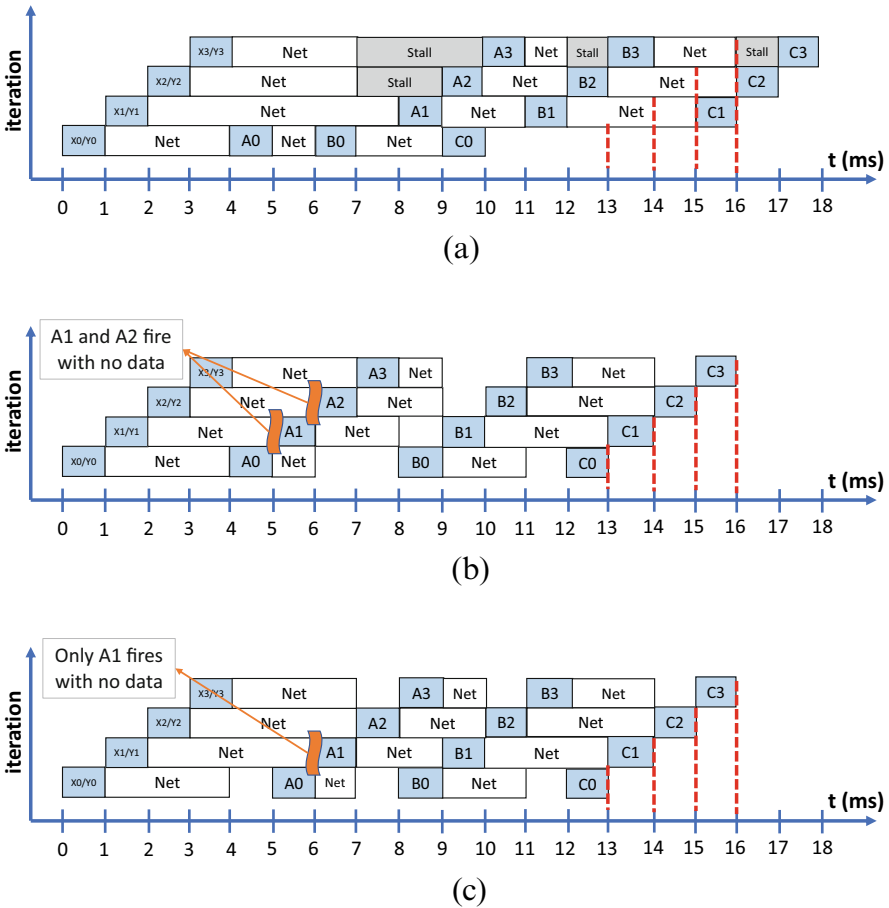 iteration
X3/Y3 Net Stall A3 Net Stall B3 Net Stall C3
X2/Y2 Net Stall A2 Net B2 Net C2
X1/Y1 Net A1 Net B1 Net C1
X0/Y0 Net A0 Net B0 Net C0
t (ms)
0 1 2 3 4 5 6 7 8 9 10 11 12 13 14 15 16 17 18
(a)
A1 and A2 fire
with no data
iteration
X3/Y3 Net A3 Net B3 Net C3
X2/Y2 Net A2 Net B2 Net C2
X1/Y1 Net A1 Net B1 Net C1
X0/Y0 Net A0 Net B0 Net C0
t (ms)
0 1 2 3 4 5 6 7 8 9 10 11 12 13 14 15 16 17 18
(b)
Only A1 fires
with no data
iteration
X3/Y3 Net A3 Net B3 Net C3
X2/Y2 Net A2 Net B2 Net C2
X1/Y1 Net A1 Net B1 Net C1
X0/Y0 Net A0 Net B0 Net C0
t (ms)
0 1 2 3 4 5 6 7 8 9 10 11 12 13 14 15 16 17 18
(c)